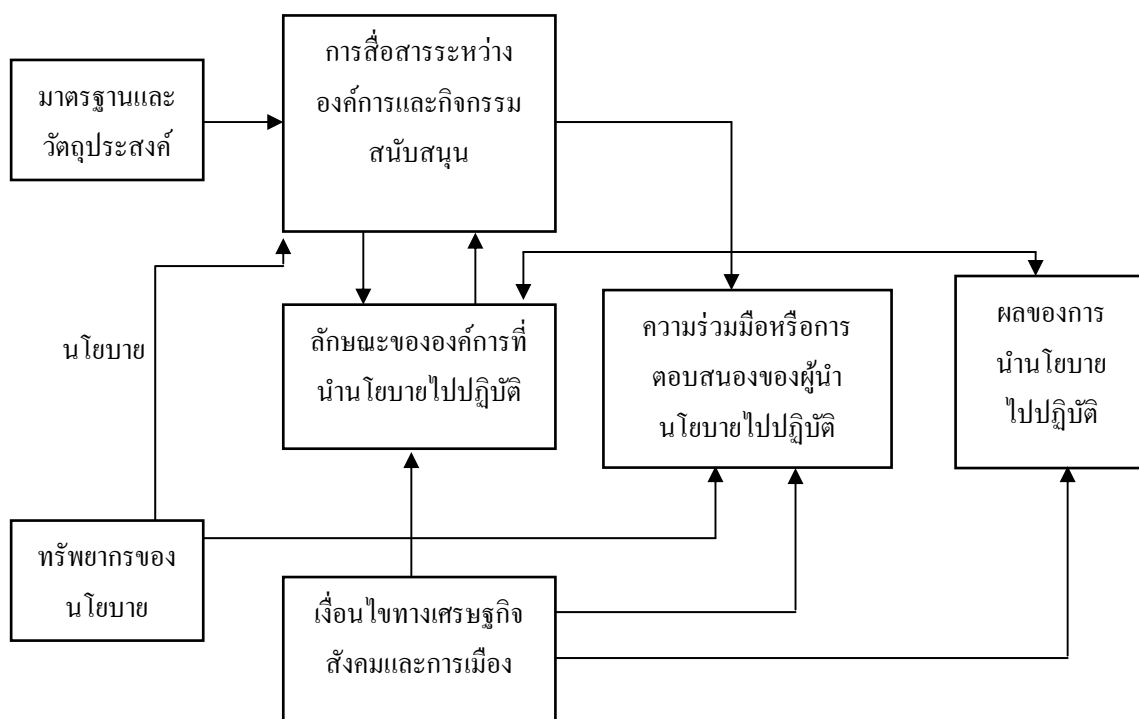 การสื่อสารระหว่าง
องค์การและกิจกรรม
สนับสนุน
มาตรฐานและ
วัตถุประสงค์
นโยบาย
ลักษณะขององค์การที่
นำนโยบายไปปฏิบัติ
ความร่วมมือหรือการ
ตอบสนองของผู้นำ
นโยบายไปปฏิบัติ
ผลของการ
นำนโยบาย
ไปปฏิบัติ
ทรัพยากรของ
นโยบาย
เงื่อนไขทางเศรษฐกิจ
สังคมและการเมือง